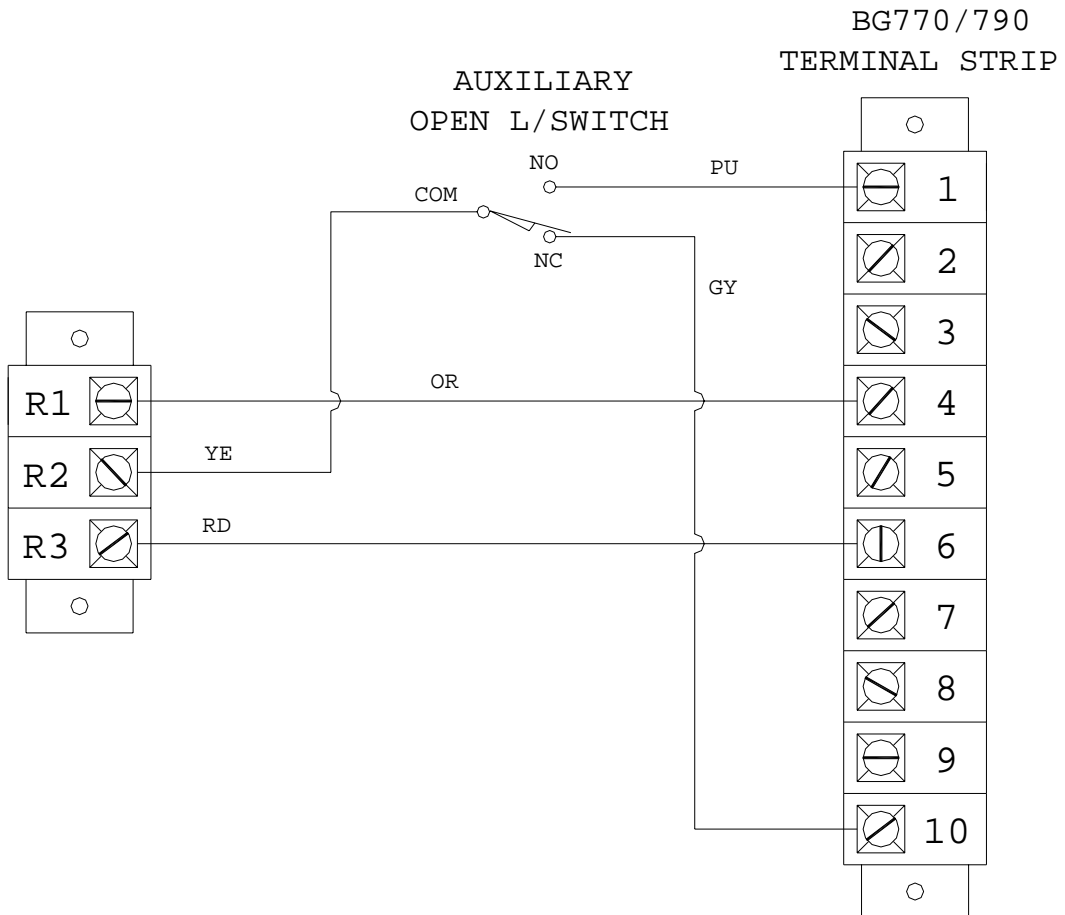 BG770/790
TERMINAL STRIP
AUXILIARY
OPEN L/SWITCH
NO
PU
COM
NC
GY
1
2
3
4
5
6
7
8
9
10
R1
OR
R2
YE
R3
RD